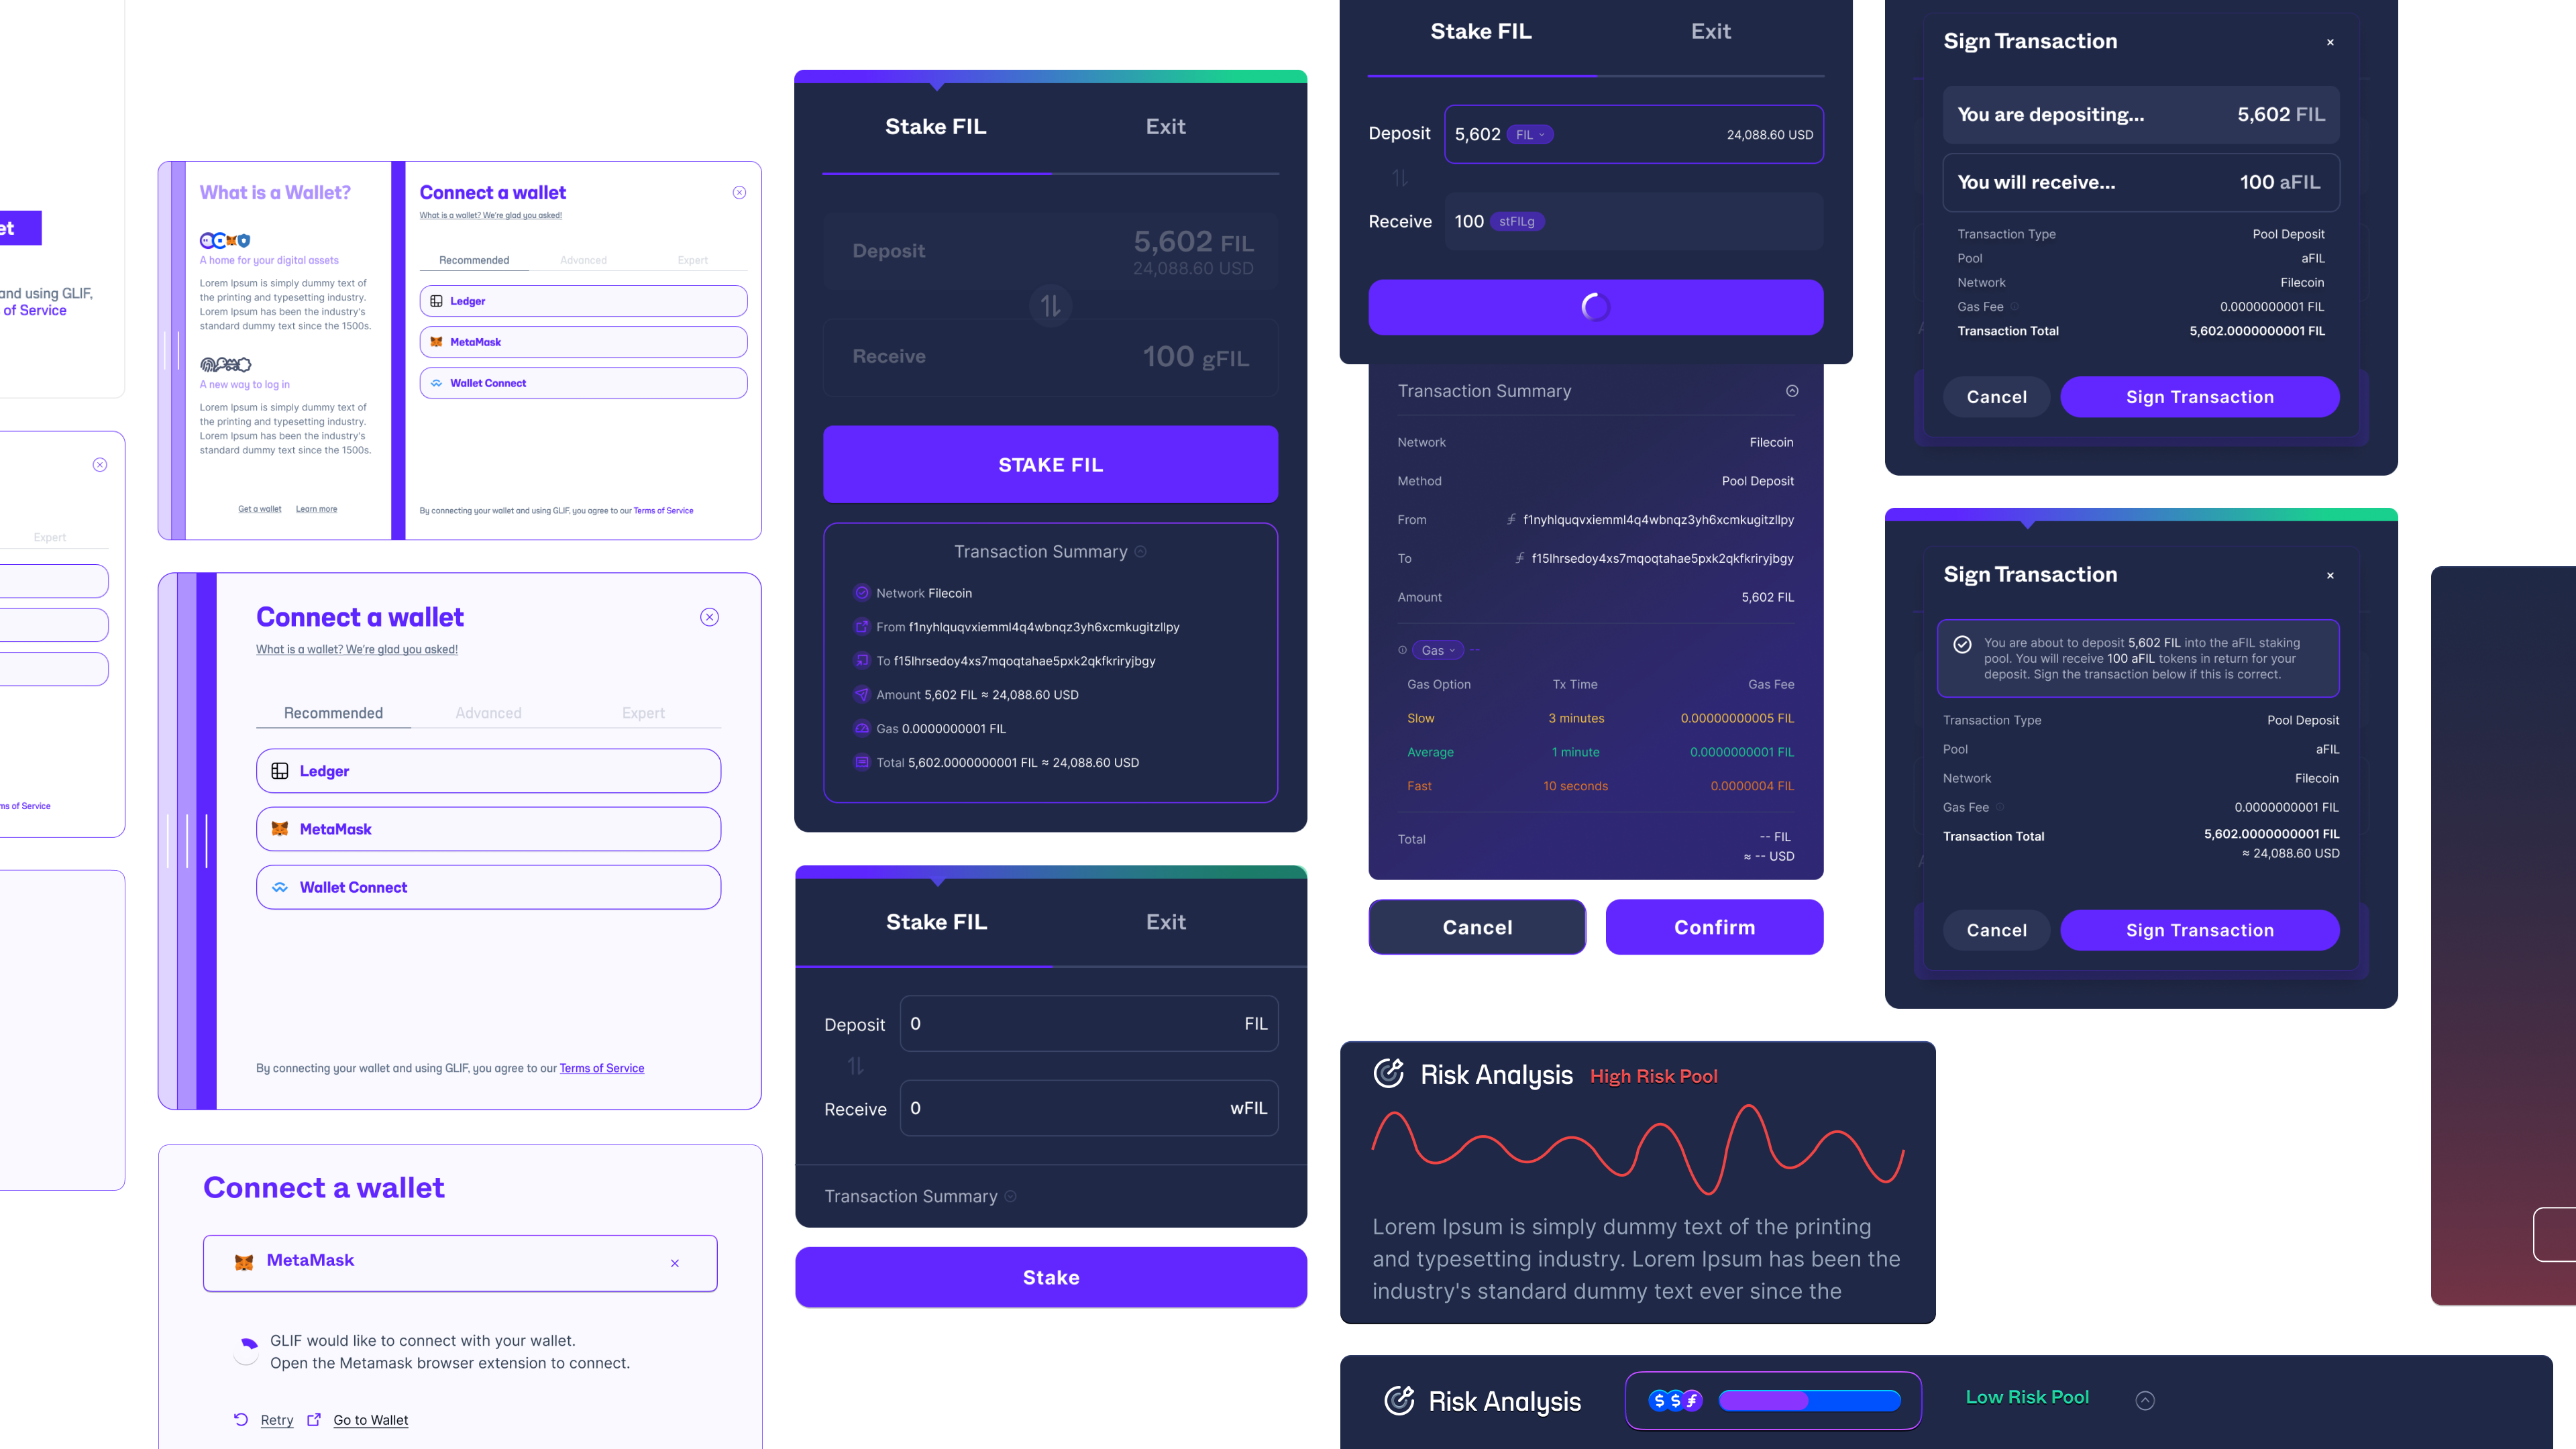 et
and using GLIF,
of Service
Expert
ms of Service
What is a Wallet?
A home for your digital assets
Lorem Ipsum is simply dummy text of
the printing and typesetting industry.
Lorem Ipsum has been the industry's
standard dummy text since the 1500s.
A new way to log in
Lorem Ipsum is simply dummy text of
the printing and typesetting industry.
Lorem Ipsum has been the industry's
standard dummy text since the 1500s.
Get a wallet Learn more
Connect a wallet
What is a wallet? We're glad you asked!
Recommended Advanced Expert
Ledger
MetaMask
Wallet Connect
By connecting your wallet and using GLIF, you agree to our Terms of Service
Connect a wallet
What is a wallet? We're glad you asked!
Recommended Advanced Expert
Ledger
MetaMask
Wallet Connect
By connecting your wallet and using GLIF, you agree to our Terms of Service
Connect a wallet
MetaMask
GLIF would like to connect with your wallet.
Open the Metamask browser extension to connect.
Retry Go to Wallet
Stake FIL Exit
Deposit 5,602 FIL
24,088.60 USD
Receive 100 gFIL
STAKE FIL
Transaction Summary
Network Filecoin
From f1nyhlquqvxiemml4q4wbnqz3yh6xcmkugitzllpy
To f15lhrsedoy4xs7mqoqtahae5pxk2qkfkriryjbgy
Amount 5,602 FIL ≈ 24,088.60 USD
Gas 0.0000000001 FIL
Total 5,602.0000000001 FIL ≈ 24,088.60 USD
Stake FIL Exit
Deposit 0 FIL
Receive 0 wFIL
Transaction Summary
Stake
Stake FIL Exit
Deposit 5,602 FIL 24,088.60 USD
Receive 100 stFILg
Transaction Summary
Network Filecoin
Method Pool Deposit
From f1nyhlquqvxiemml4q4wbnqz3yh6xcmkugitzllpy
To f15lhrsedoy4xs7mqoqtahae5pxk2qkfkriryjbgy
Amount 5,602 FIL
Gas --
Gas Option Tx Time Gas Fee
Slow 3 minutes 0.00000000005 FIL
Average 1 minute 0.0000000001 FIL
Fast 10 seconds 0.0000004 FIL
Total -- FIL
≈ -- USD
Cancel Confirm
Risk Analysis High Risk Pool
Lorem Ipsum is simply dummy text of the printing
and typesetting industry. Lorem Ipsum has been the
industry's standard dummy text ever since the
Risk Analysis Low Risk Pool
Sign Transaction
You are depositing... 5,602 FIL
You will receive... 100 aFIL
Transaction Type Pool Deposit
Pool aFIL
Network Filecoin
Gas Fee 0.0000000001 FIL
Transaction Total 5,602.0000000001 FIL
Cancel Sign Transaction
Sign Transaction
You are about to deposit 5,602 FIL into the aFIL staking
pool. You will receive 100 aFIL tokens in return for your
deposit. Sign the transaction below if this is correct.
Transaction Type Pool Deposit
Pool aFIL
Network Filecoin
Gas Fee 0.0000000001 FIL
Transaction Total 5,602.0000000001 FIL
≈ 24,088.60 USD
Cancel Sign Transaction